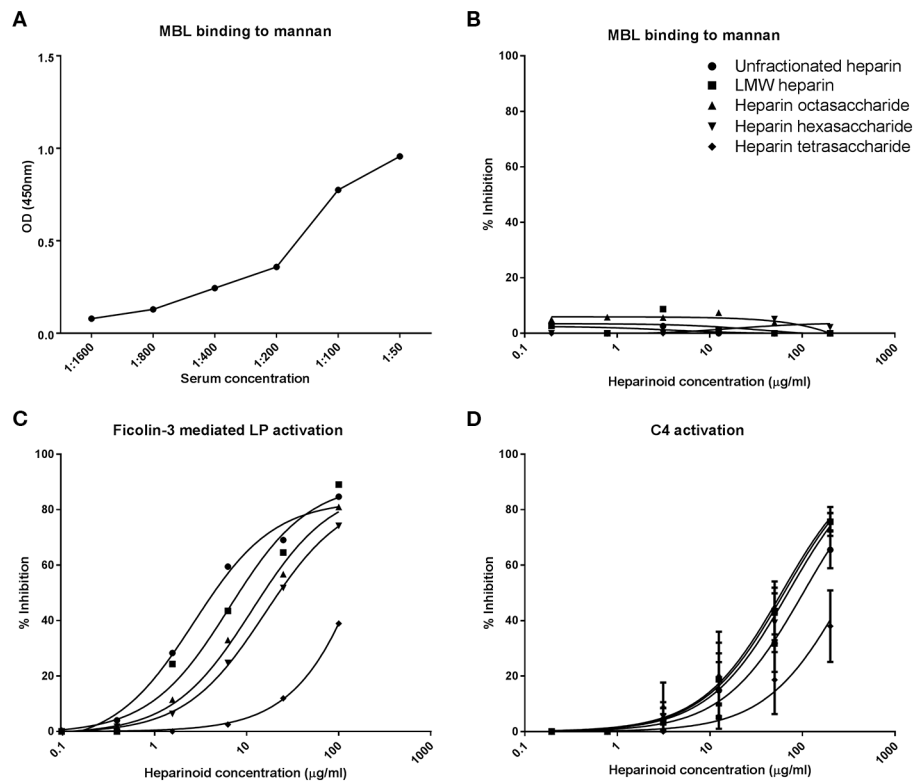 A
MBL binding to mannan
1.5
1.0
0.5
0.0
OD (450nm)
1:1600
1:800
1:400
1:200
1:100
1:50
Serum concentration
B
MBL binding to mannan
100
80
60
40
20
0
% Inhibition
0.1
1
10
100
1000
Heparinoid concentration (μg/ml)
Unfractionated heparin
LMW heparin
Heparin octasaccharide
Heparin hexasaccharide
Heparin tetrasaccharide
C
Ficolin-3 mediated LP activation
100
80
60
40
20
0
% Inhibition
0.1
1
10
100
1000
Heparinoid concentration (μg/ml)
D
C4 activation
100
80
60
40
20
0
% Inhibition
0.1
1
10
100
1000
Heparinoid concentration (μg/ml)